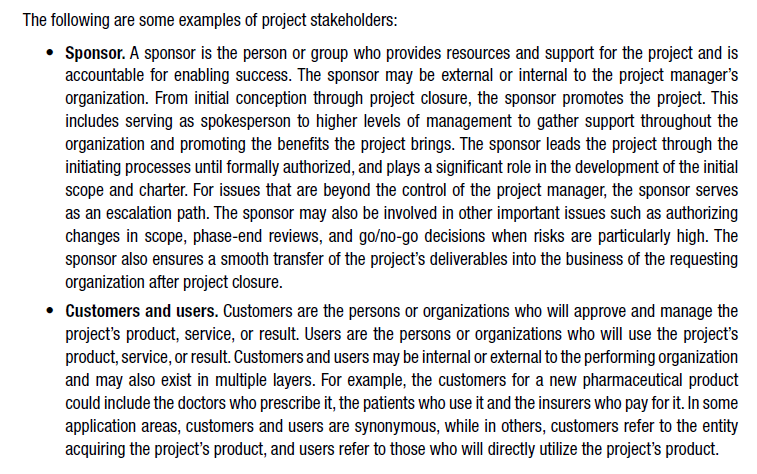 The following are some examples of project stakeholders:
• Sponsor. A sponsor is the person or group who provides resources and support for the project and is
accountable for enabling success. The sponsor may be external or internal to the project manager's
organization. From initial conception through project closure, the sponsor promotes the project. This
includes serving as spokesperson to higher levels of management to gather support throughout the
organization and promoting the benefits the project brings. The sponsor leads the project through the
initiating processes until formally authorized, and plays a significant role in the development of the initial
scope and charter. For issues that are beyond the control of the project manager, the sponsor serves
as an escalation path. The sponsor may also be involved in other important issues such as authorizing
changes in scope, phase-end reviews, and go/no-go decisions when risks are particularly high. The
sponsor also ensures a smooth transfer of the project's deliverables into the business of the requesting
organization after project closure.
• Customers and users. Customers are the persons or organizations who will approve and manage the
project's product, service, or result. Users are the persons or organizations who will use the project's
product, service, or result. Customers and users may be internal or external to the performing organization
and may also exist in multiple layers. For example, the customers for a new pharmaceutical product
could include the doctors who prescribe it, the patients who use it and the insurers who pay for it. In some
application areas, customers and users are synonymous, while in others, customers refer to the entity
acquiring the project's product, and users refer to those who will directly utilize the project's product.